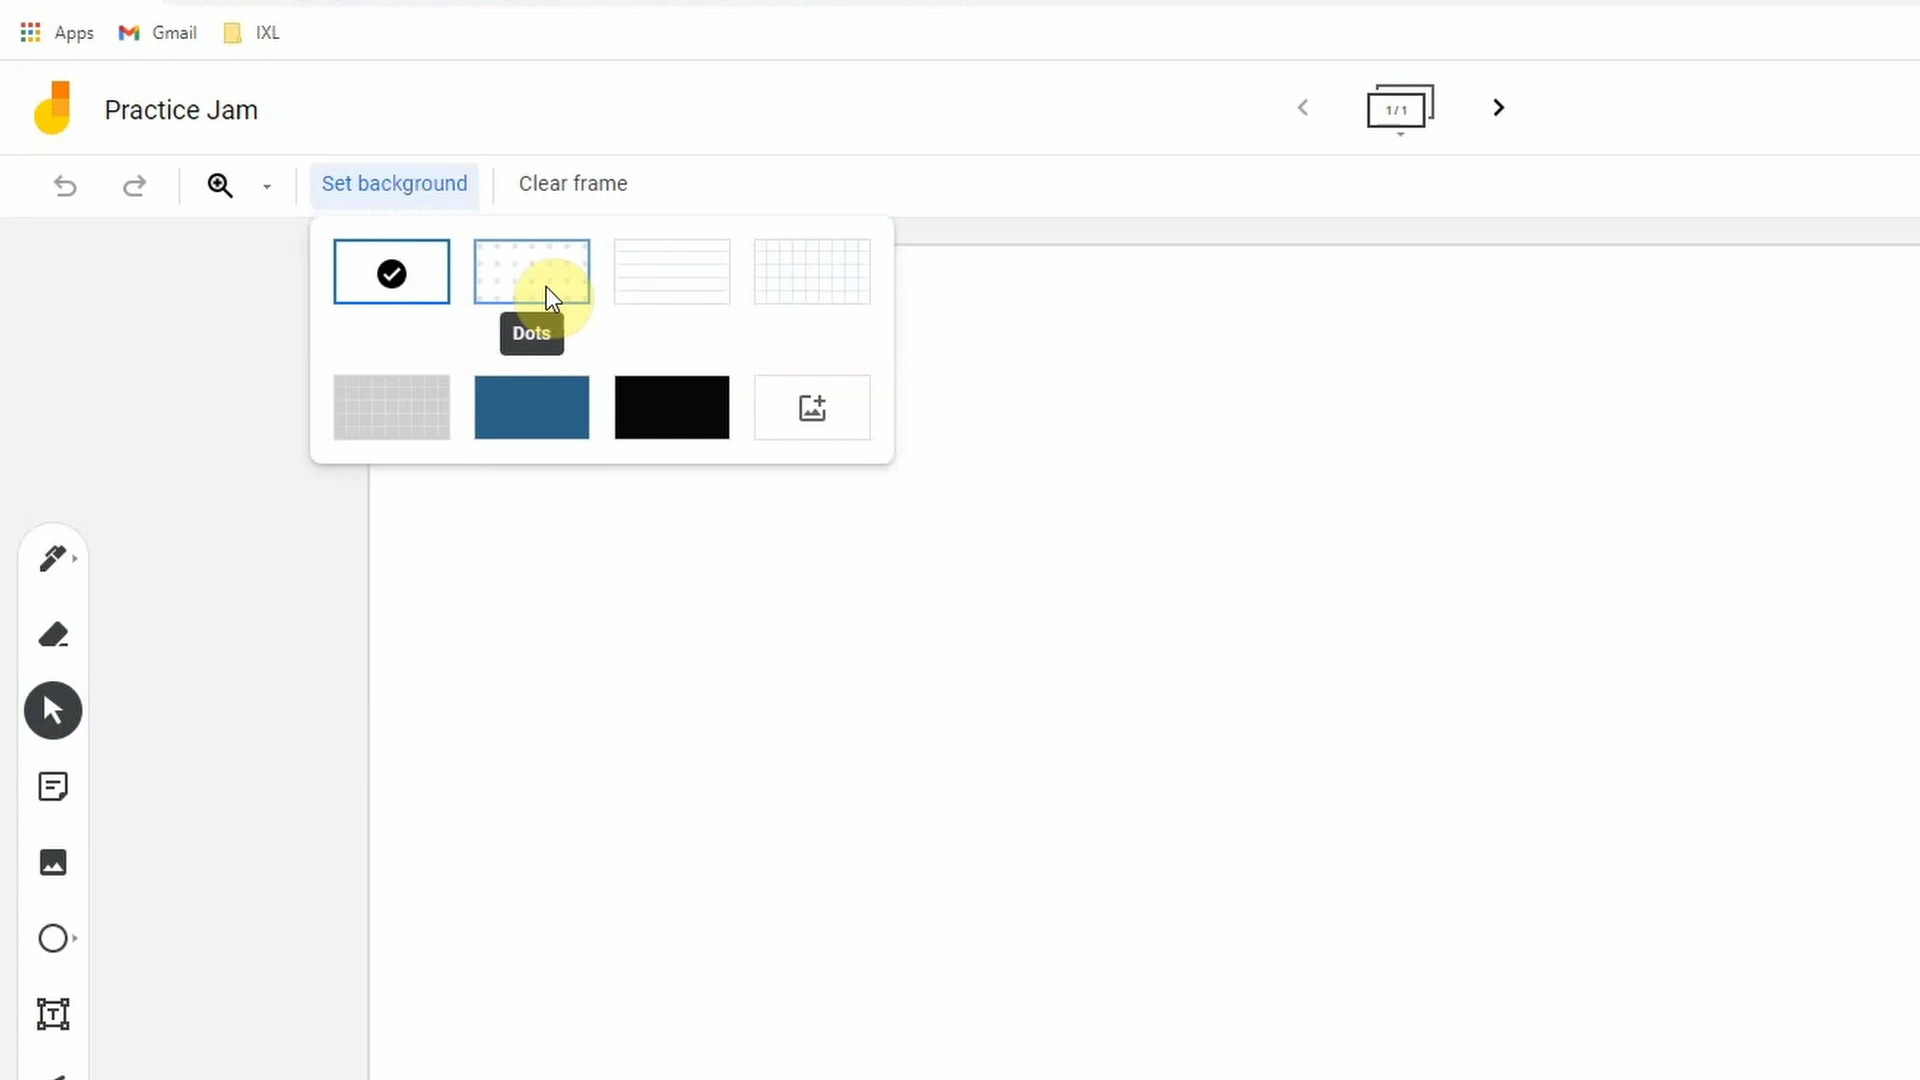 Apps Gmail IXL
Practice Jam
1/1
Set background Clear frame
Dots